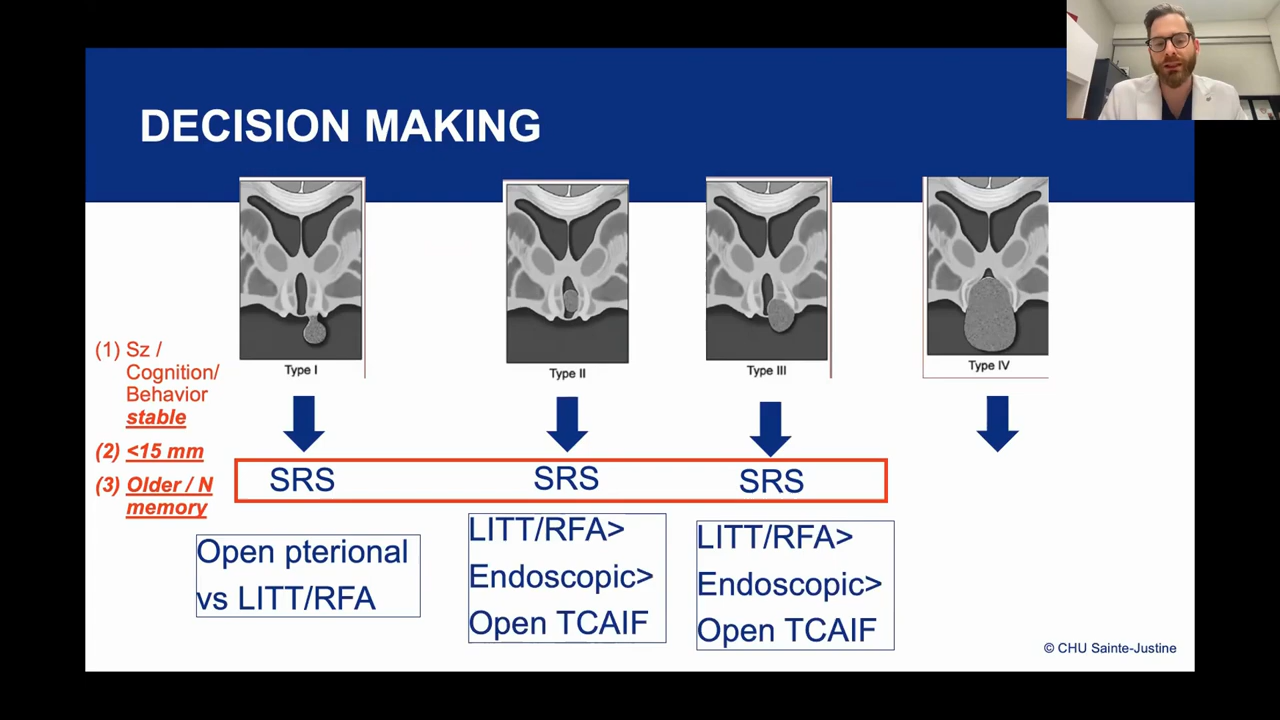 DECISION MAKING
Type I
Type II
Type III
Type IV
(1) Sz /
Cognition/
Behavior
stable
(2) <15 mm
(3) Older / N
memory
SRS
SRS
SRS
Open pterional
vs LITT/RFA
LITT/RFA>
Endoscopic>
Open TCAIF
LITT/RFA>
Endoscopic>
Open TCAIF
© CHU Sainte-Justine